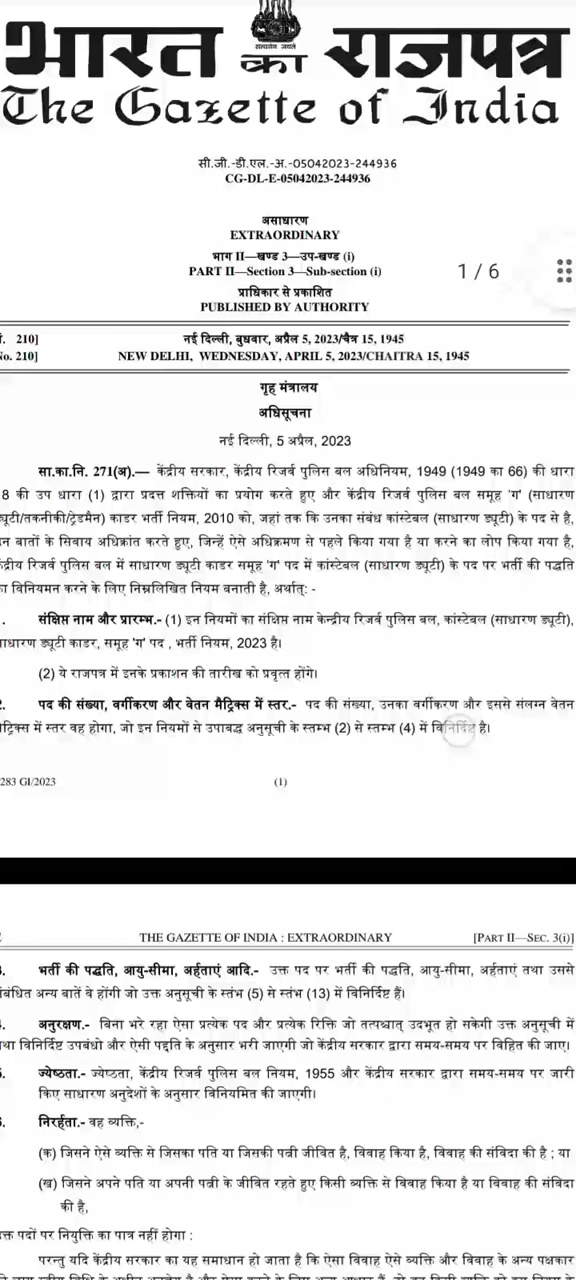 सत्यमेव जयते
भारत का राजपत्र
The Gazette of India
सी.जी.-डी.एल.-अ.-05042023-244936
CG-DL-E-05042023-244936
असाधारण
EXTRAORDINARY
भाग II—खण्ड 3—उप-खण्ड (i)
PART II—Section 3—Sub-section (i)
1 / 6
प्राधिकार से प्रकाशित
PUBLISHED BY AUTHORITY
. 210] नई दिल्ली, बुधवार, अप्रैल 5, 2023/चैत्र 15, 1945
o. 210] NEW DELHI, WEDNESDAY, APRIL 5, 2023/CHAITRA 15, 1945
गृह मंत्रालय
अधिसूचना
नई दिल्ली, 5 अप्रैल, 2023
सा.का.नि. 271(अ).— केंद्रीय सरकार, केंद्रीय रिजर्व पुलिस बल अधिनियम, 1949 (1949 का 66) की धारा
8 की उप धारा (1) द्वारा प्रदत्त शक्तियों का प्रयोग करते हुए और केंद्रीय रिजर्व पुलिस बल समूह 'ग' (साधारण
ड्यूटी/तकनीकी/ट्रेडमैन) काडर भर्ती नियम, 2010 को, जहां तक कि उनका संबंध कांस्टेबल (साधारण ड्यूटी) के पद से है,
न बातों के सिवाय अधिक्रांत करते हुए, जिन्हें ऐसे अधिक्रमण से पहले किया गया है या करने का लोप किया गया है,
केंद्रीय रिजर्व पुलिस बल में साधारण ड्यूटी काडर समूह 'ग' पद में कांस्टेबल (साधारण ड्यूटी) के पद पर भर्ती की पद्धति
का विनियमन करने के लिए निम्नलिखित नियम बनाती है, अर्थात्: -
. संक्षिप्त नाम और प्रारम्भ.- (1) इन नियमों का संक्षिप्त नाम केन्द्रीय रिजर्व पुलिस बल, कांस्टेबल (साधारण ड्यूटी),
साधारण ड्यूटी काडर, समूह 'ग' पद , भर्ती नियम, 2023 है।
(2) ये राजपत्र में इनके प्रकाशन की तारीख को प्रवृत्त होंगे।
2. पद की संख्या, वर्गीकरण और वेतन मैट्रिक्स में स्तर.- पद की संख्या, उनका वर्गीकरण और इससे संलग्न वेतन
मैट्रिक्स में स्तर वह होगा, जो इन नियमों से उपाबद्ध अनुसूची के स्तम्भ (2) से स्तम्भ (4) में विनिर्दिष्ट है।
283 GI/2023 (1)
THE GAZETTE OF INDIA : EXTRAORDINARY [PART II—SEC. 3(i)]
3. भर्ती की पद्धति, आयु-सीमा, अर्हताएं आदि.- उक्त पद पर भर्ती की पद्धति, आयु-सीमा, अर्हताएं तथा उससे
संबंधित अन्य बातें वे होंगी जो उक्त अनुसूची के स्तंभ (5) से स्तंभ (13) में विनिर्दिष्ट हैं।
. अनुरक्षण.- बिना भरे रहा ऐसा प्रत्येक पद और प्रत्येक रिक्ति जो तत्पश्चात् उदभूत हो सकेगी उक्त अनुसूची में
तथा विनिर्दिष्ट उपबंधो और ऐसी पद्दति के अनुसार भरी जाएगी जो केंद्रीय सरकार द्वारा समय-समय पर विहित की जाए।
5. ज्येष्ठता.- ज्येष्ठता, केंद्रीय रिजर्व पुलिस बल नियम, 1955 और केंद्रीय सरकार द्वारा समय-समय पर जारी
किए साधारण अनुदेशों के अनुसार विनियमित की जाएगी।
6. निरर्हता.- वह व्यक्ति,-
(क) जिसने ऐसे व्यक्ति से जिसका पति या जिसकी पत्नी जीवित है, विवाह किया है, विवाह की संविदा की है ; या
(ख) जिसने अपने पति या अपनी पत्नी के जीवित रहते हुए किसी व्यक्ति से विवाह किया है या विवाह की संविदा
की है,
उक्त पदों पर नियुक्ति का पात्र नहीं होगा :
परन्तु यदि केंद्रीय सरकार का यह समाधान हो जाता है कि ऐसा विवाह ऐसे व्यक्ति और विवाह के अन्य पक्षकार